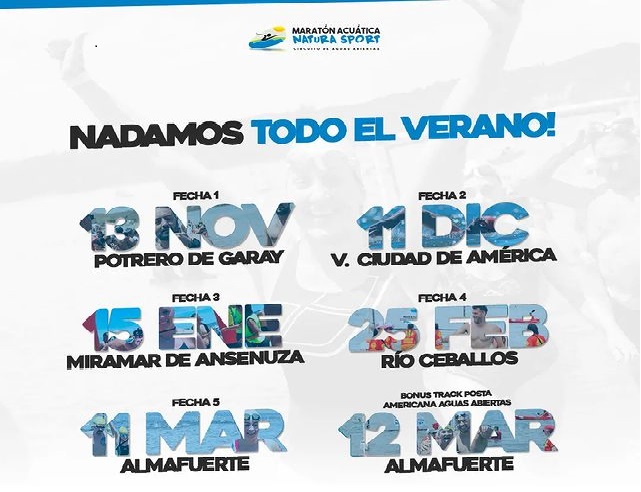 MARATÓN ACUÁTICA
NATURA SPORT
CIRCUITO DE AGUAS ABIERTAS
NADAMOS TODO EL VERANO!
FECHA 1
13 NOV
POTRERO DE GARAY
FECHA 2
11 DIC
V. CIUDAD DE AMÉRICA
FECHA 3
15 ENE
MIRAMAR DE ANSENUZA
FECHA 4
25 FEB
RÍO CEBALLOS
FECHA 5
11 MAR
ALMAFUERTE
BONUS TRACK POSTA
AMERICANA AGUAS ABIERTAS
12 MAR
ALMAFUERTE